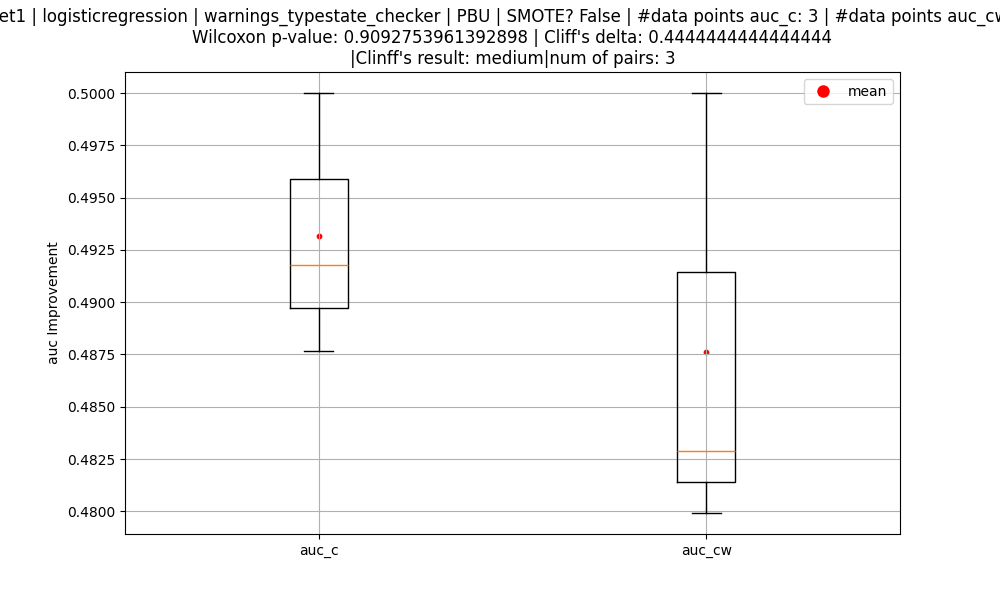 et1 | logisticregression | warnings_typestate_checker | PBU | SMOTE? False | #data points auc_c: 3 | #data points auc_cw
Wilcoxon p-value: 0.9092753961392898 | Cliff's delta: 0.4444444444444444
|Clinff's result: medium|num of pairs: 3
mean
0.5000
0.4975
0.4950
0.4925
0.4900
0.4875
0.4850
0.4825
0.4800
auc Improvement
auc_c
auc_cw